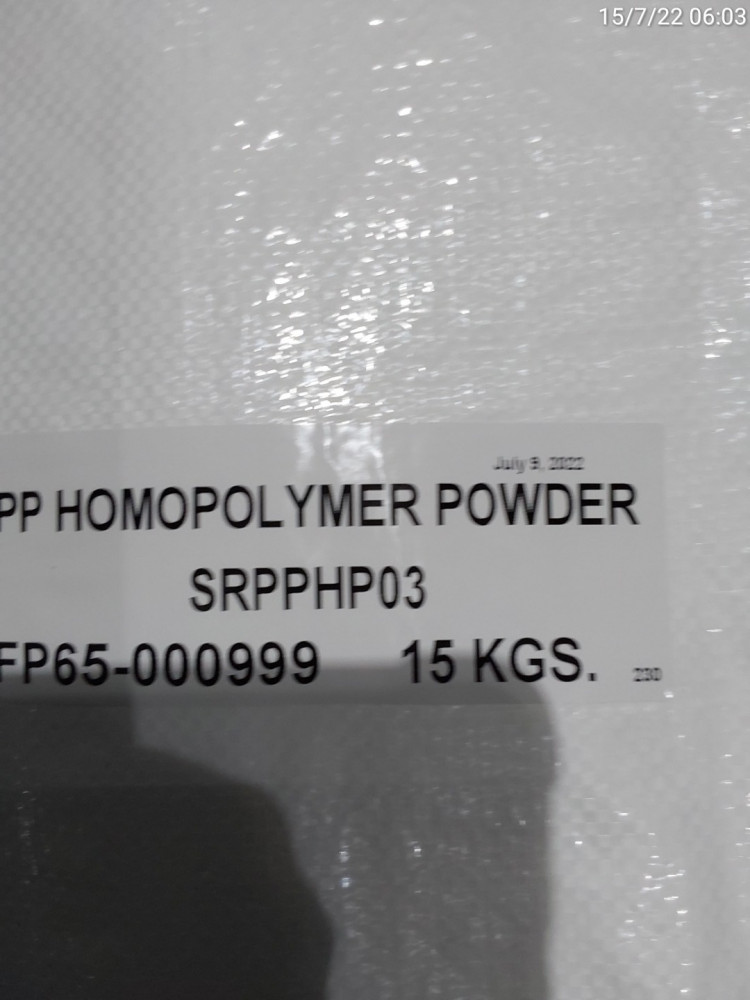 15/7/22 06:03
July 9, 2022
PP HOMOPOLYMER POWDER
SRPPHP03
FP65-000999 15 KGS. 230